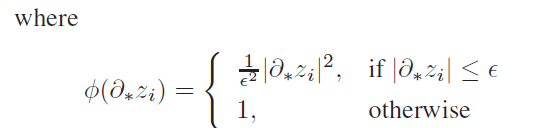 where
ϕ(∂∗zᵢ) = { 1/ϵ² |∂∗zᵢ|², if |∂∗zᵢ| ≤ ϵ
1, otherwise